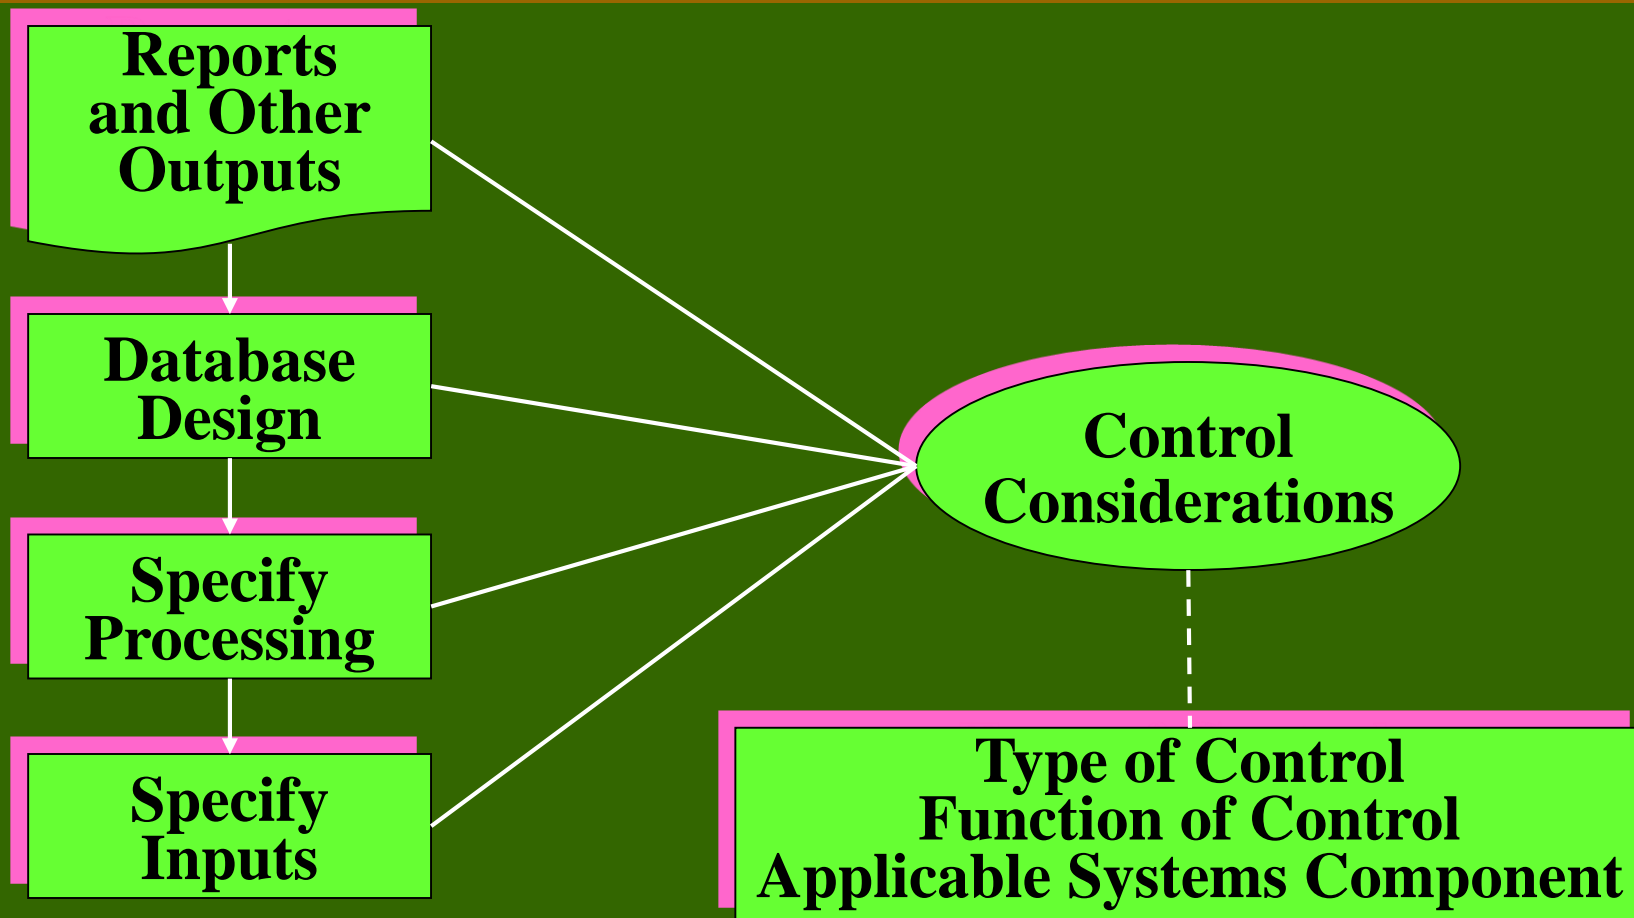 Reports
and Other
Outputs
Database
Design
Specify
Processing
Specify
Inputs
Control
Considerations
Type of Control
Function of Control
Applicable Systems Component